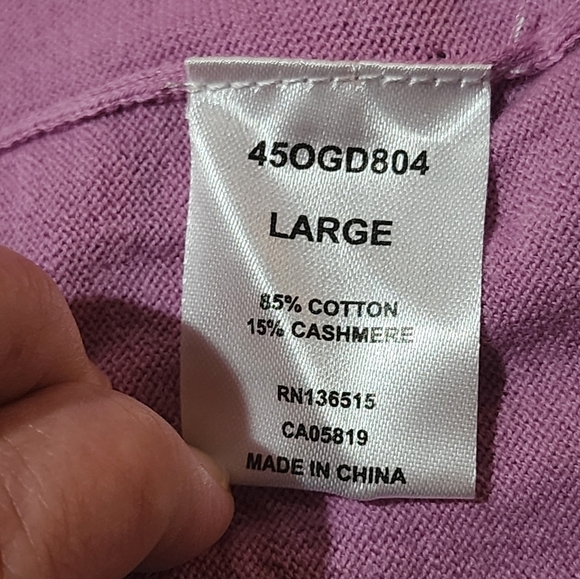 45OGD804
LARGE
85% COTTON
15% CASHMERE
RN136515
CA05819
MADE IN CHINA